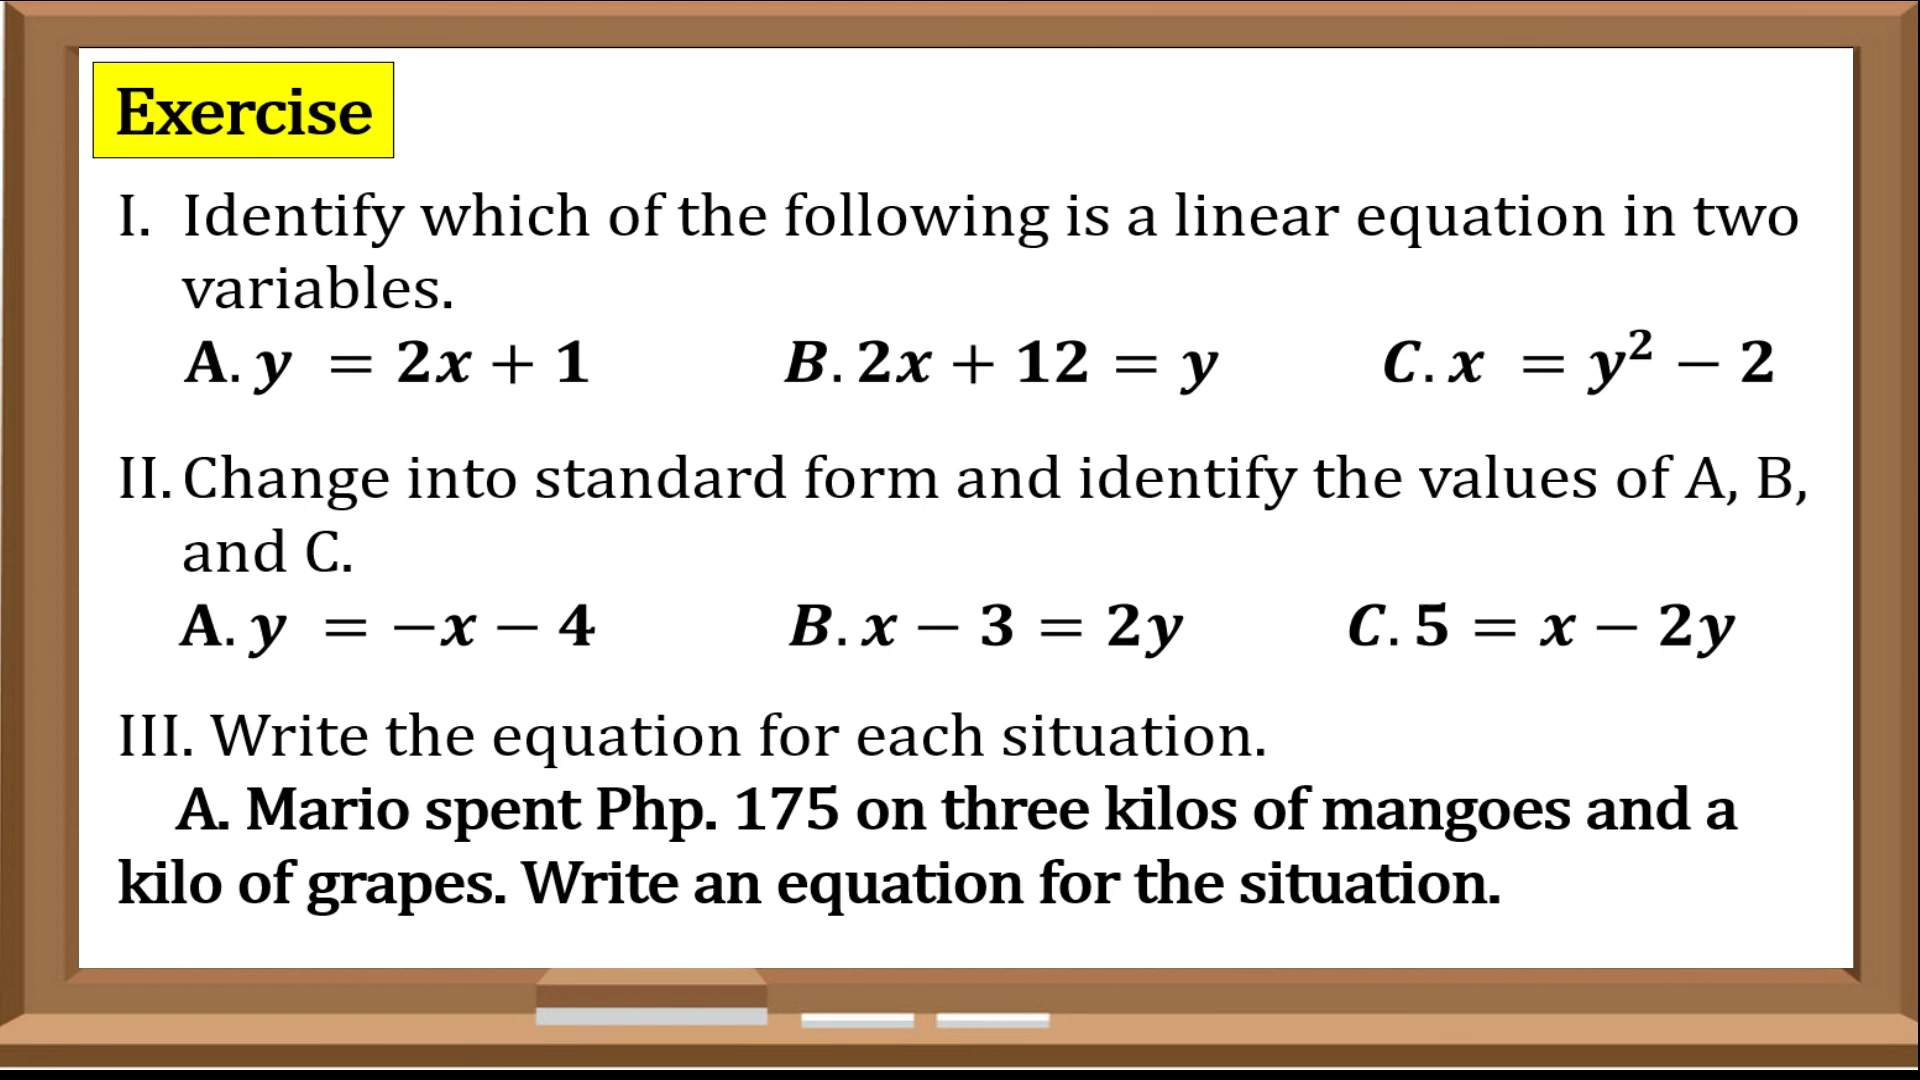 Exercise
I. Identify which of the following is a linear equation in two
variables.
A. y = 2x + 1 B. 2x + 12 = y C. x = y² − 2
II. Change into standard form and identify the values of A, B,
and C.
A. y = −x − 4 B. x − 3 = 2y C. 5 = x − 2y
III. Write the equation for each situation.
A. Mario spent Php. 175 on three kilos of mangoes and a
kilo of grapes. Write an equation for the situation.